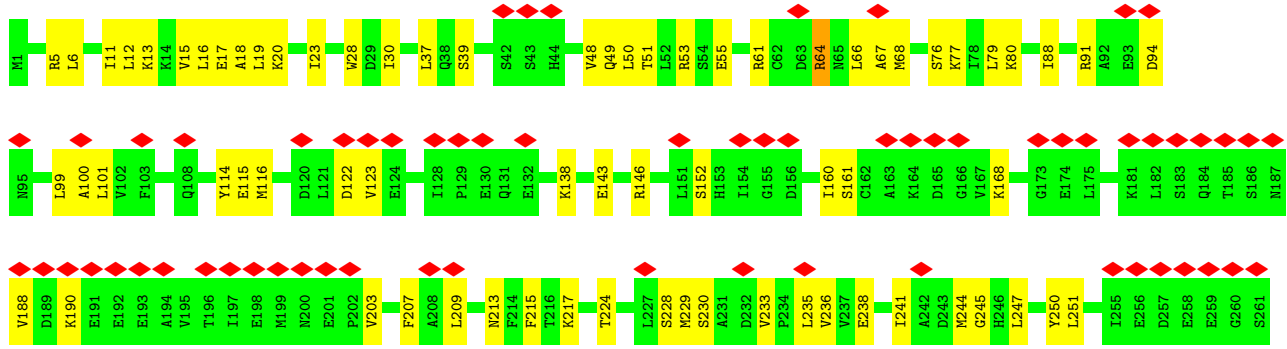 M1 R5 L6 I11 L12 K13 K14 V15 L16 E17 A18 L19 K20 I23 W28 D29 I30 L37 Q38 S39 S42 S43 H44 V48 Q49 L50 T51 L52 R53 S54 E55 R61 C62 D63 R64 N65 L66 A67 M68 S76 K77 I78 L79 K80 I88 R91 A92 E93 D94
N95 L99 A100 L101 V102 F103 Q108 Y114 E115 M116 D120 L121 D122 V123 E124 I128 P129 E130 Q131 E132 K138 E143 R146 L151 S152 H153 I154 G155 D156 I160 S161 C162 A163 K164 D165 G166 V167 K168 G173 E174 L175 K181 L182 S183 Q184 T185 S186 N187
V188 D189 K190 E191 E192 E193 A194 V195 T196 I197 E198 M199 N200 E201 P202 V203 F207 A208 L209 N213 F214 F215 T216 K217 T224 L227 S228 M229 S230 A231 D232 V233 P234 L235 V236 V237 E238 I241 A242 D243 M244 G245 H246 L247 Y250 L251 I255 E256 D257 E258 E259 G260 S261